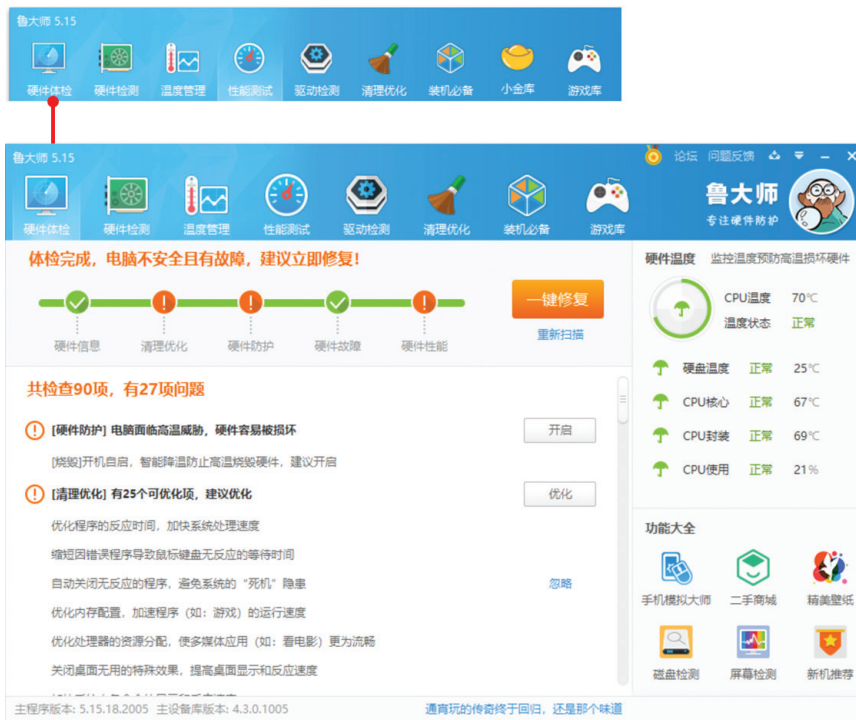 鲁大师 5.15
硬件体检 硬件检测 温度管理 性能测试 驱动检测 清理优化 装机必备 小金库 游戏库
鲁大师 5.15
论坛 问题反馈
硬件体检 硬件检测 温度管理 性能测试 驱动检测 清理优化 装机必备 游戏库
鲁大师
专注硬件防护
体检完成，电脑不安全且有故障，建议立即修复！
一键修复
重新扫描
硬件信息 清理优化 硬件防护 硬件故障 硬件性能
共检查90项，有27项问题
[硬件防护] 电脑面临高温威胁，硬件容易被损坏
开启
[烧毁]开机自启，智能降温防止高温烧毁硬件，建议开启
[清理优化] 有25个可优化项，建议优化
优化
优化程序的反应时间，加快系统处理速度
缩短因错误程序导致鼠标键盘无反应的等待时间
自动关闭无反应的程序，避免系统的“死机”隐患
忽略
优化内存配置，加速程序（如：游戏）的运行速度
优化处理器的资源分配，使多媒体应用（如：看电影）更为流畅
关闭桌面无用的特殊效果，提高桌面显示和反应速度
硬件温度 监控温度预防高温损坏硬件
CPU温度 70℃
温度状态 正常
硬盘温度 正常 25℃
CPU核心 正常 67℃
CPU封装 正常 69℃
CPU使用 正常 21%
功能大全
手机模拟大师 二手商城 精美壁纸
磁盘检测 屏幕检测 新机推荐
主程序版本: 5.15.18.2005 主设备库版本: 4.3.0.1005
通宵玩的传奇终于回归，还是那个味道